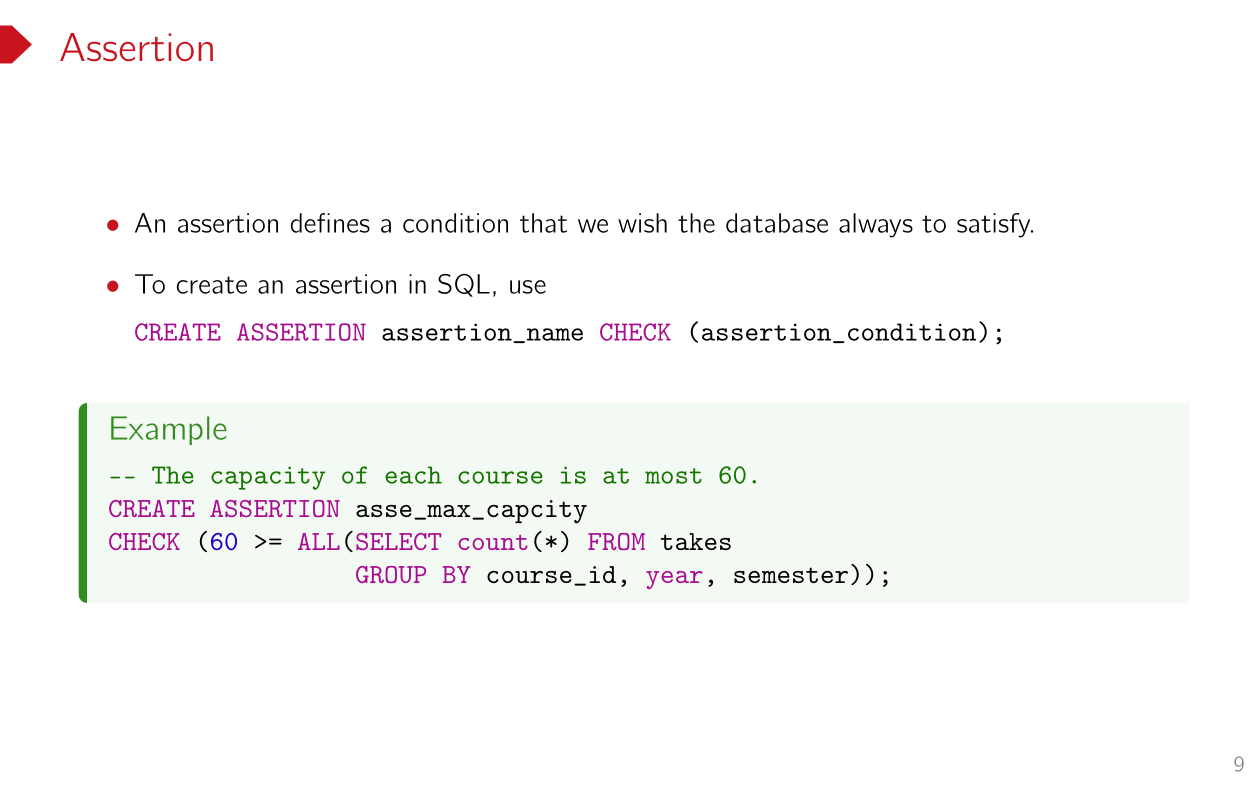 Assertion
• An assertion defines a condition that we wish the database always to satisfy.
• To create an assertion in SQL, use
CREATE ASSERTION assertion_name CHECK (assertion_condition);
Example
-- The capacity of each course is at most 60.
CREATE ASSERTION asse_max_capcity
CHECK (60 >= ALL(SELECT count(*) FROM takes
GROUP BY course_id, year, semester));
9